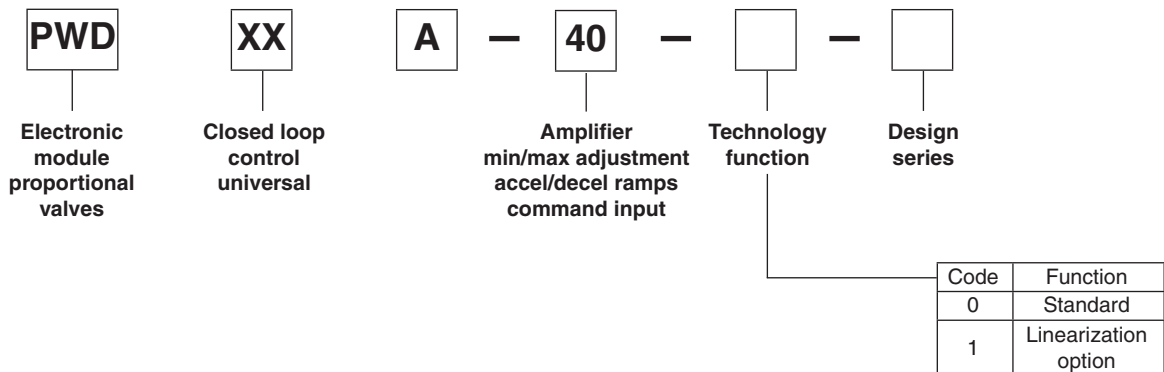 PWD XX A – 40 – –
Electronic
module
proportional
valves
Closed loop
control
universal
Amplifier
min/max adjustment
accel/decel ramps
command input
Technology
function
Design
series
Code Function
0 Standard
1 Linearization
option